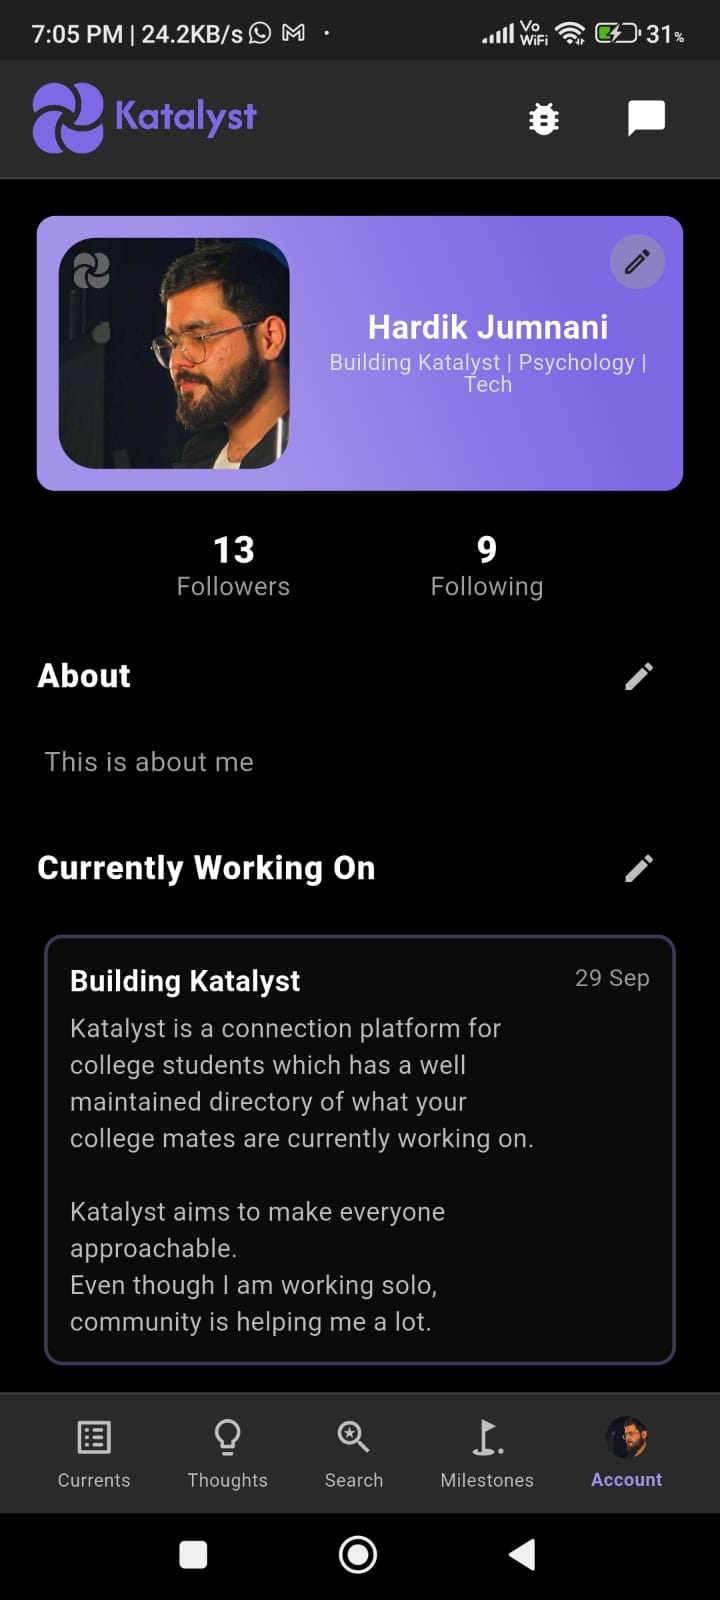 7:05 PM | 24.2KB/s
Vo
WiFi
31%
Katalyst
Hardik Jumnani
Building Katalyst | Psychology |
Tech
13
Followers
9
Following
About
This is about me
Currently Working On
Building Katalyst
29 Sep
Katalyst is a connection platform for
college students which has a well
maintained directory of what your
college mates are currently working on.
Katalyst aims to make everyone
approachable.
Even though I am working solo,
community is helping me a lot.
Currents
Thoughts
Search
Milestones
Account